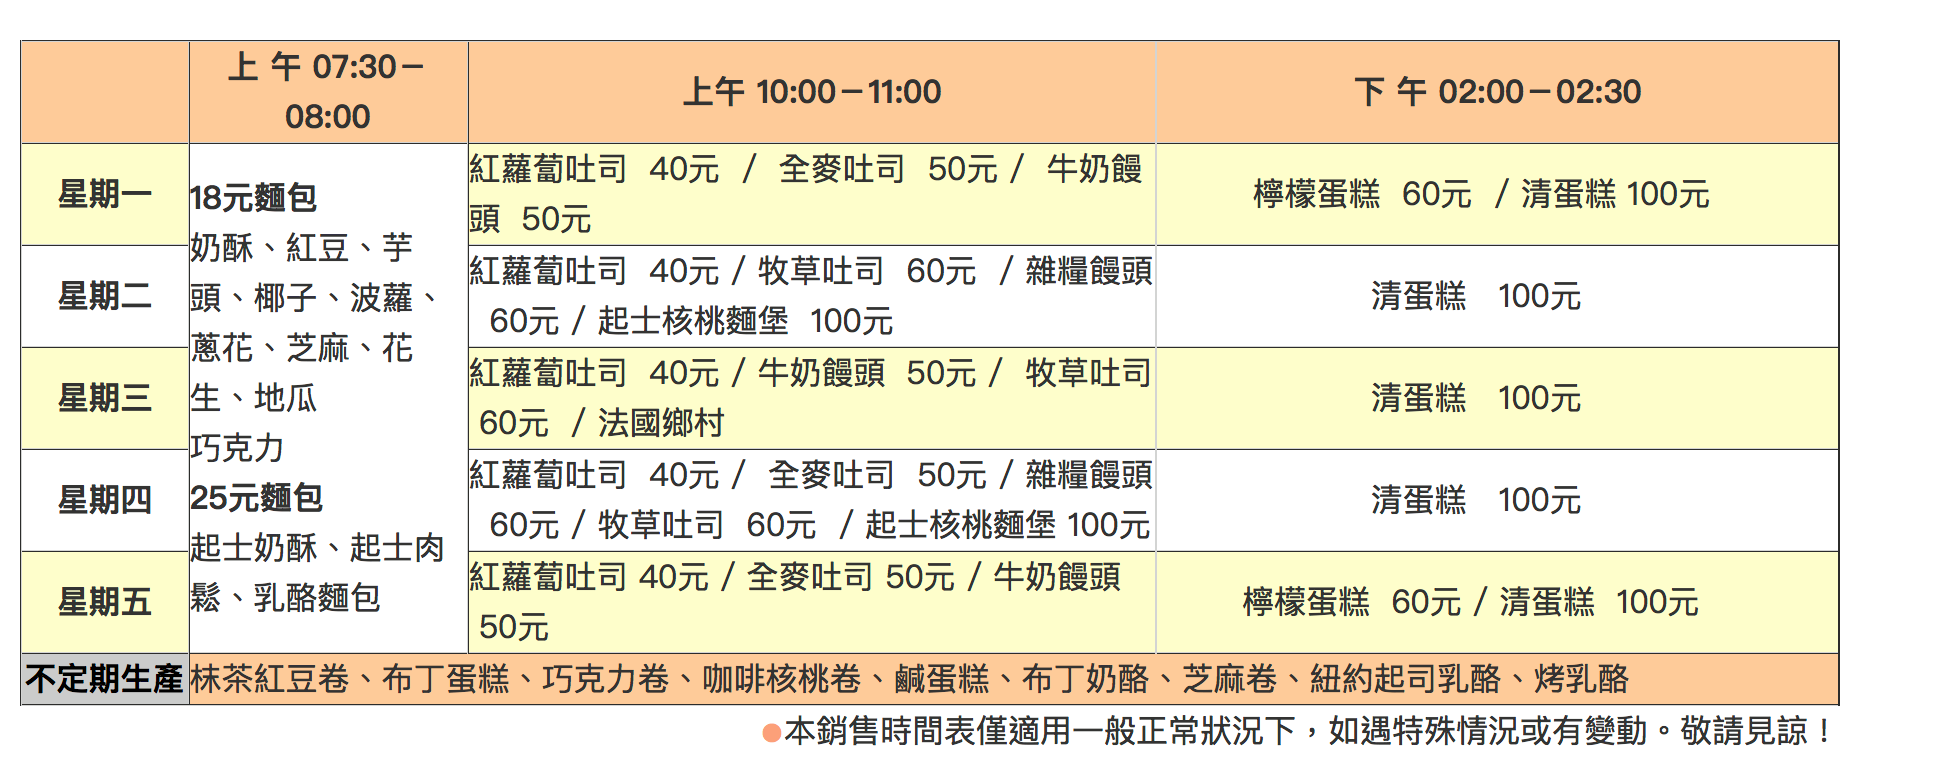 上 午 07:30－
08:00
上午 10:00－11:00
下 午 02:00－02:30
星期一
18元麵包
奶酥、紅豆、芋
頭、椰子、波蘿、
蔥花、芝麻、花
生、地瓜
巧克力
25元麵包
起士奶酥、起士肉
鬆、乳酪麵包
紅蘿蔔吐司 40元 / 全麥吐司 50元 / 牛奶饅
頭 50元
檸檬蛋糕 60元 / 清蛋糕 100元
星期二
紅蘿蔔吐司 40元 / 牧草吐司 60元 / 雜糧饅頭
60元 / 起士核桃麵堡 100元
清蛋糕 100元
星期三
紅蘿蔔吐司 40元 / 牛奶饅頭 50元 / 牧草吐司
60元 / 法國鄉村
清蛋糕 100元
星期四
紅蘿蔔吐司 40元 / 全麥吐司 50元 / 雜糧饅頭
60元 / 牧草吐司 60元 / 起士核桃麵堡 100元
清蛋糕 100元
星期五
紅蘿蔔吐司 40元 / 全麥吐司 50元 / 牛奶饅頭
50元
檸檬蛋糕 60元 / 清蛋糕 100元
不定期生產
枺茶紅豆卷、布丁蛋糕、巧克力卷、咖啡核桃卷、鹹蛋糕、布丁奶酪、芝麻卷、紐約起司乳酪、烤乳酪
●本銷售時間表僅適用一般正常狀況下，如遇特殊情況或有變動。敬請見諒！